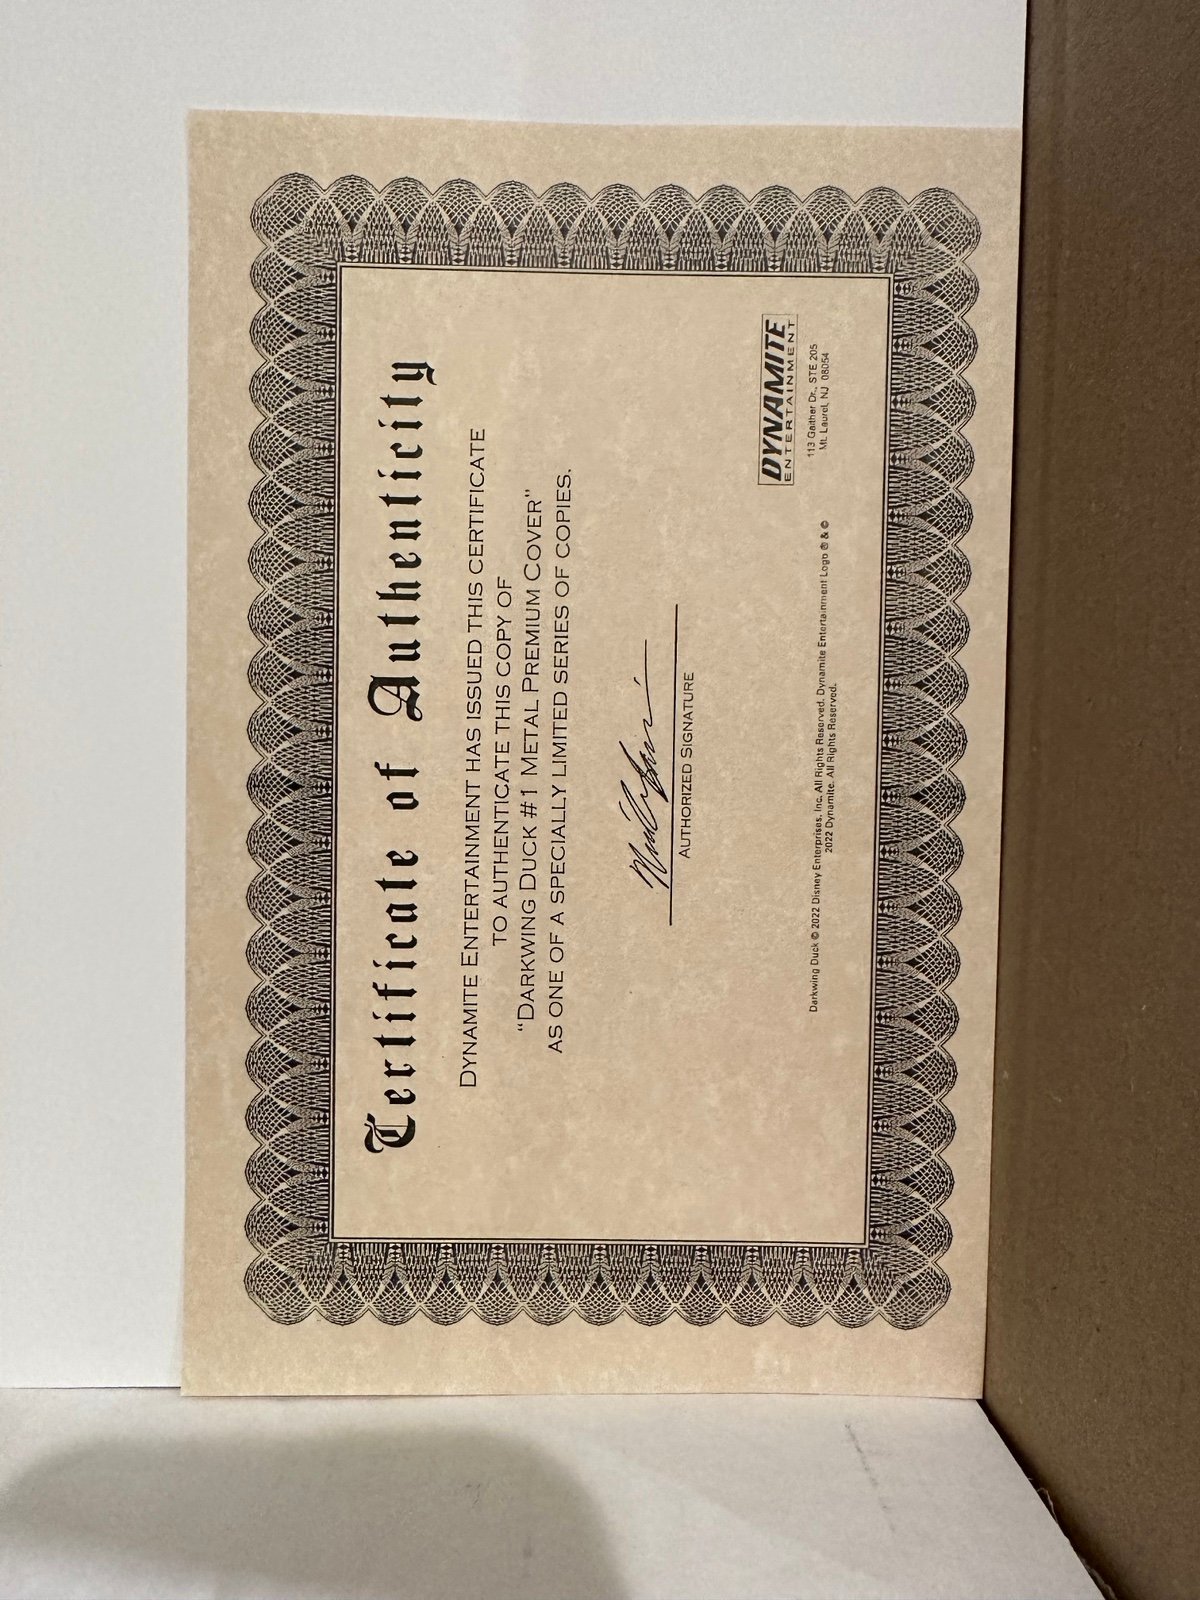 Certificate of Authenticity
DYNAMITE ENTERTAINMENT HAS ISSUED THIS CERTIFICATE
TO AUTHENTICATE THIS COPY OF
"DARKWING DUCK #1 METAL PREMIUM COVER"
AS ONE OF A SPECIALLY LIMITED SERIES OF COPIES.
AUTHORIZED SIGNATURE
DYNAMITE
ENTERTAINMENT
113 Gaither Dr., STE 205
Mt. Laurel, NJ 08054
Darkwing Duck © 2022 Disney Enterprises, Inc. All Rights Reserved. Dynamite Entertainment Logo ® & ©
2022 Dynamite. All Rights Reserved.